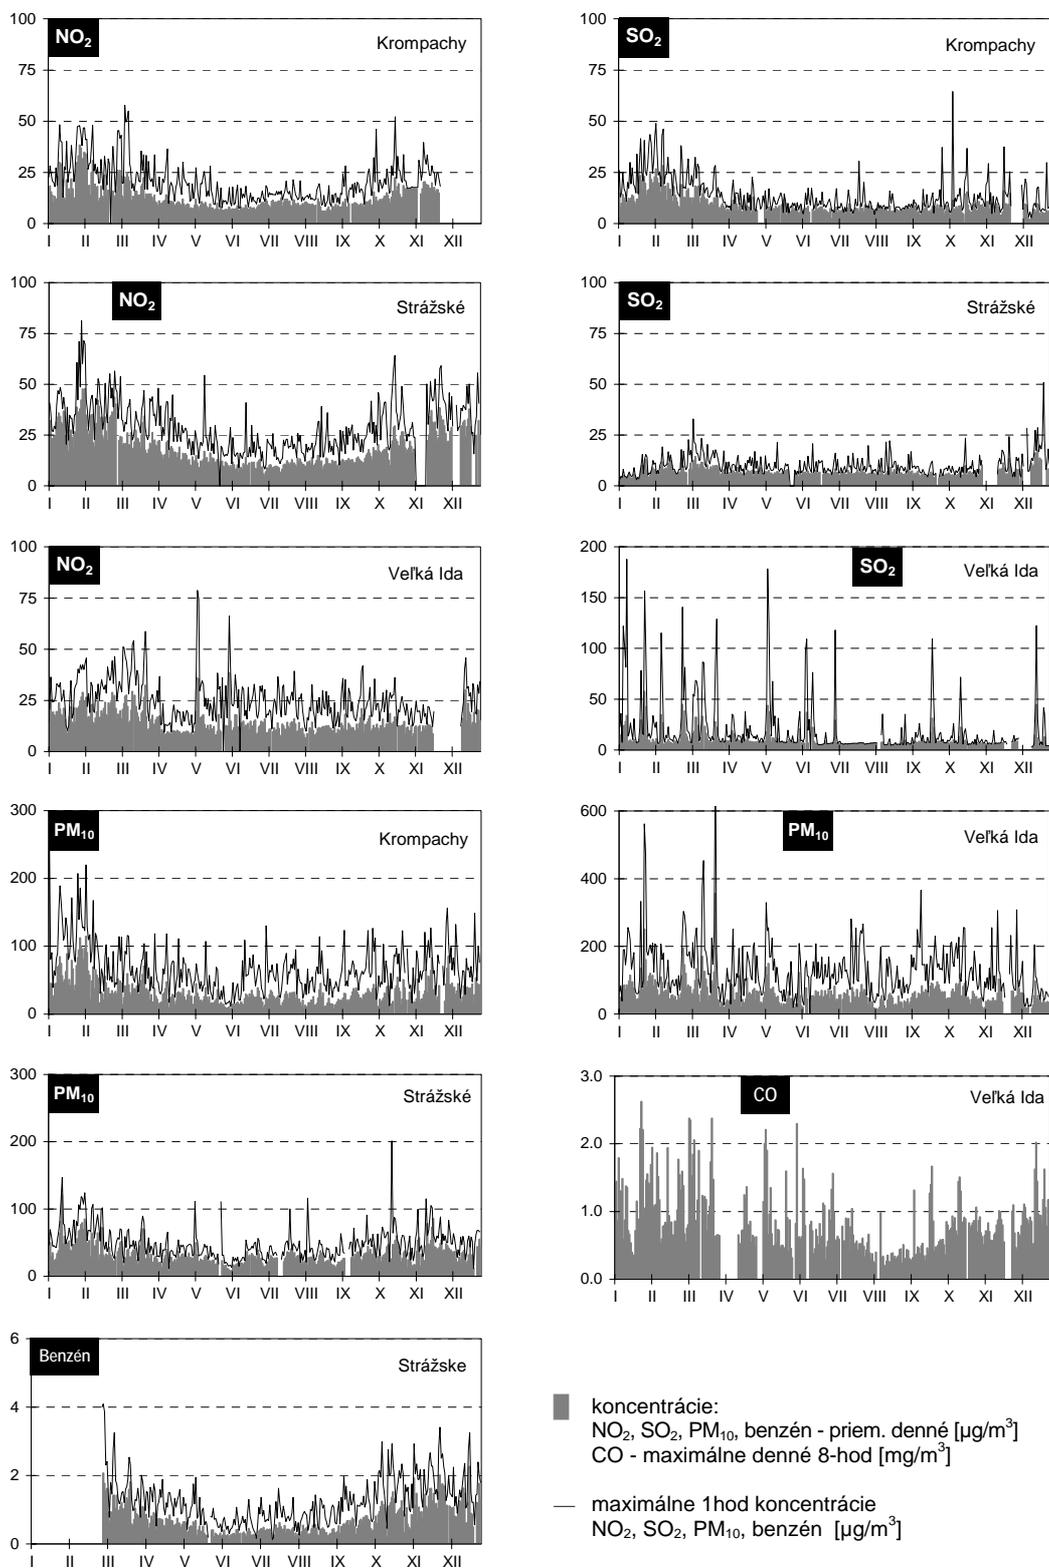 100
75
50
25
0
NO₂
Krompachy
I II III IV V VI VII VIII IX X XI XII
100
75
50
25
0
SO₂
Krompachy
I II III IV V VI VII VIII IX X XI XII
100
75
50
25
0
NO₂
Strážské
I II III IV V VI VII VIII IX X XI XII
100
75
50
25
0
SO₂
Strážské
I II III IV V VI VII VIII IX X XI XII
100
75
50
25
0
NO₂
Veľká Ida
I II III IV V VI VII VIII IX X XI XII
200
150
100
50
0
SO₂
Veľká Ida
I II III IV V VI VII VIII IX X XI XII
300
200
100
0
PM₁₀
Krompachy
I II III IV V VI VII VIII IX X XI XII
600
400
200
0
PM₁₀
Veľká Ida
I II III IV V VI VII VIII IX X XI XII
300
200
100
0
PM₁₀
Strážské
I II III IV V VI VII VIII IX X XI XII
3.0
2.0
1.0
0.0
CO
Veľká Ida
I II III IV V VI VII VIII IX X XI XII
6
4
2
0
Benzén
Strážske
I II III IV V VI VII VIII IX X XI XII
koncentrácie:
NO₂, SO₂, PM₁₀, benzén - priem. denné [µg/m³]
CO - maximálne denné 8-hod [mg/m³]
maximálne 1hod koncentrácie
NO₂, SO₂, PM₁₀, benzén [µg/m³]